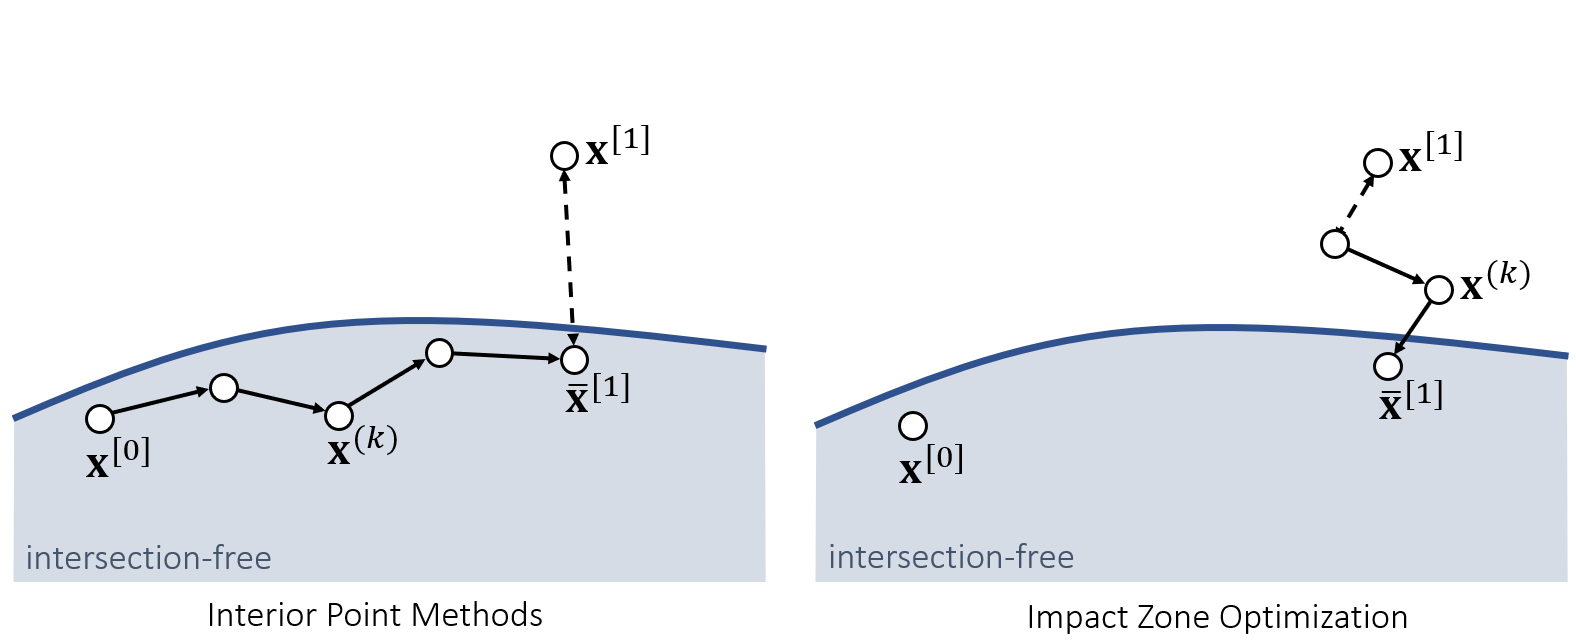 x^[1]
x̄^[1]
x^(k)
x^[0]
intersection-free
Interior Point Methods
x^[1]
x^(k)
x̄^[1]
x^[0]
intersection-free
Impact Zone Optimization